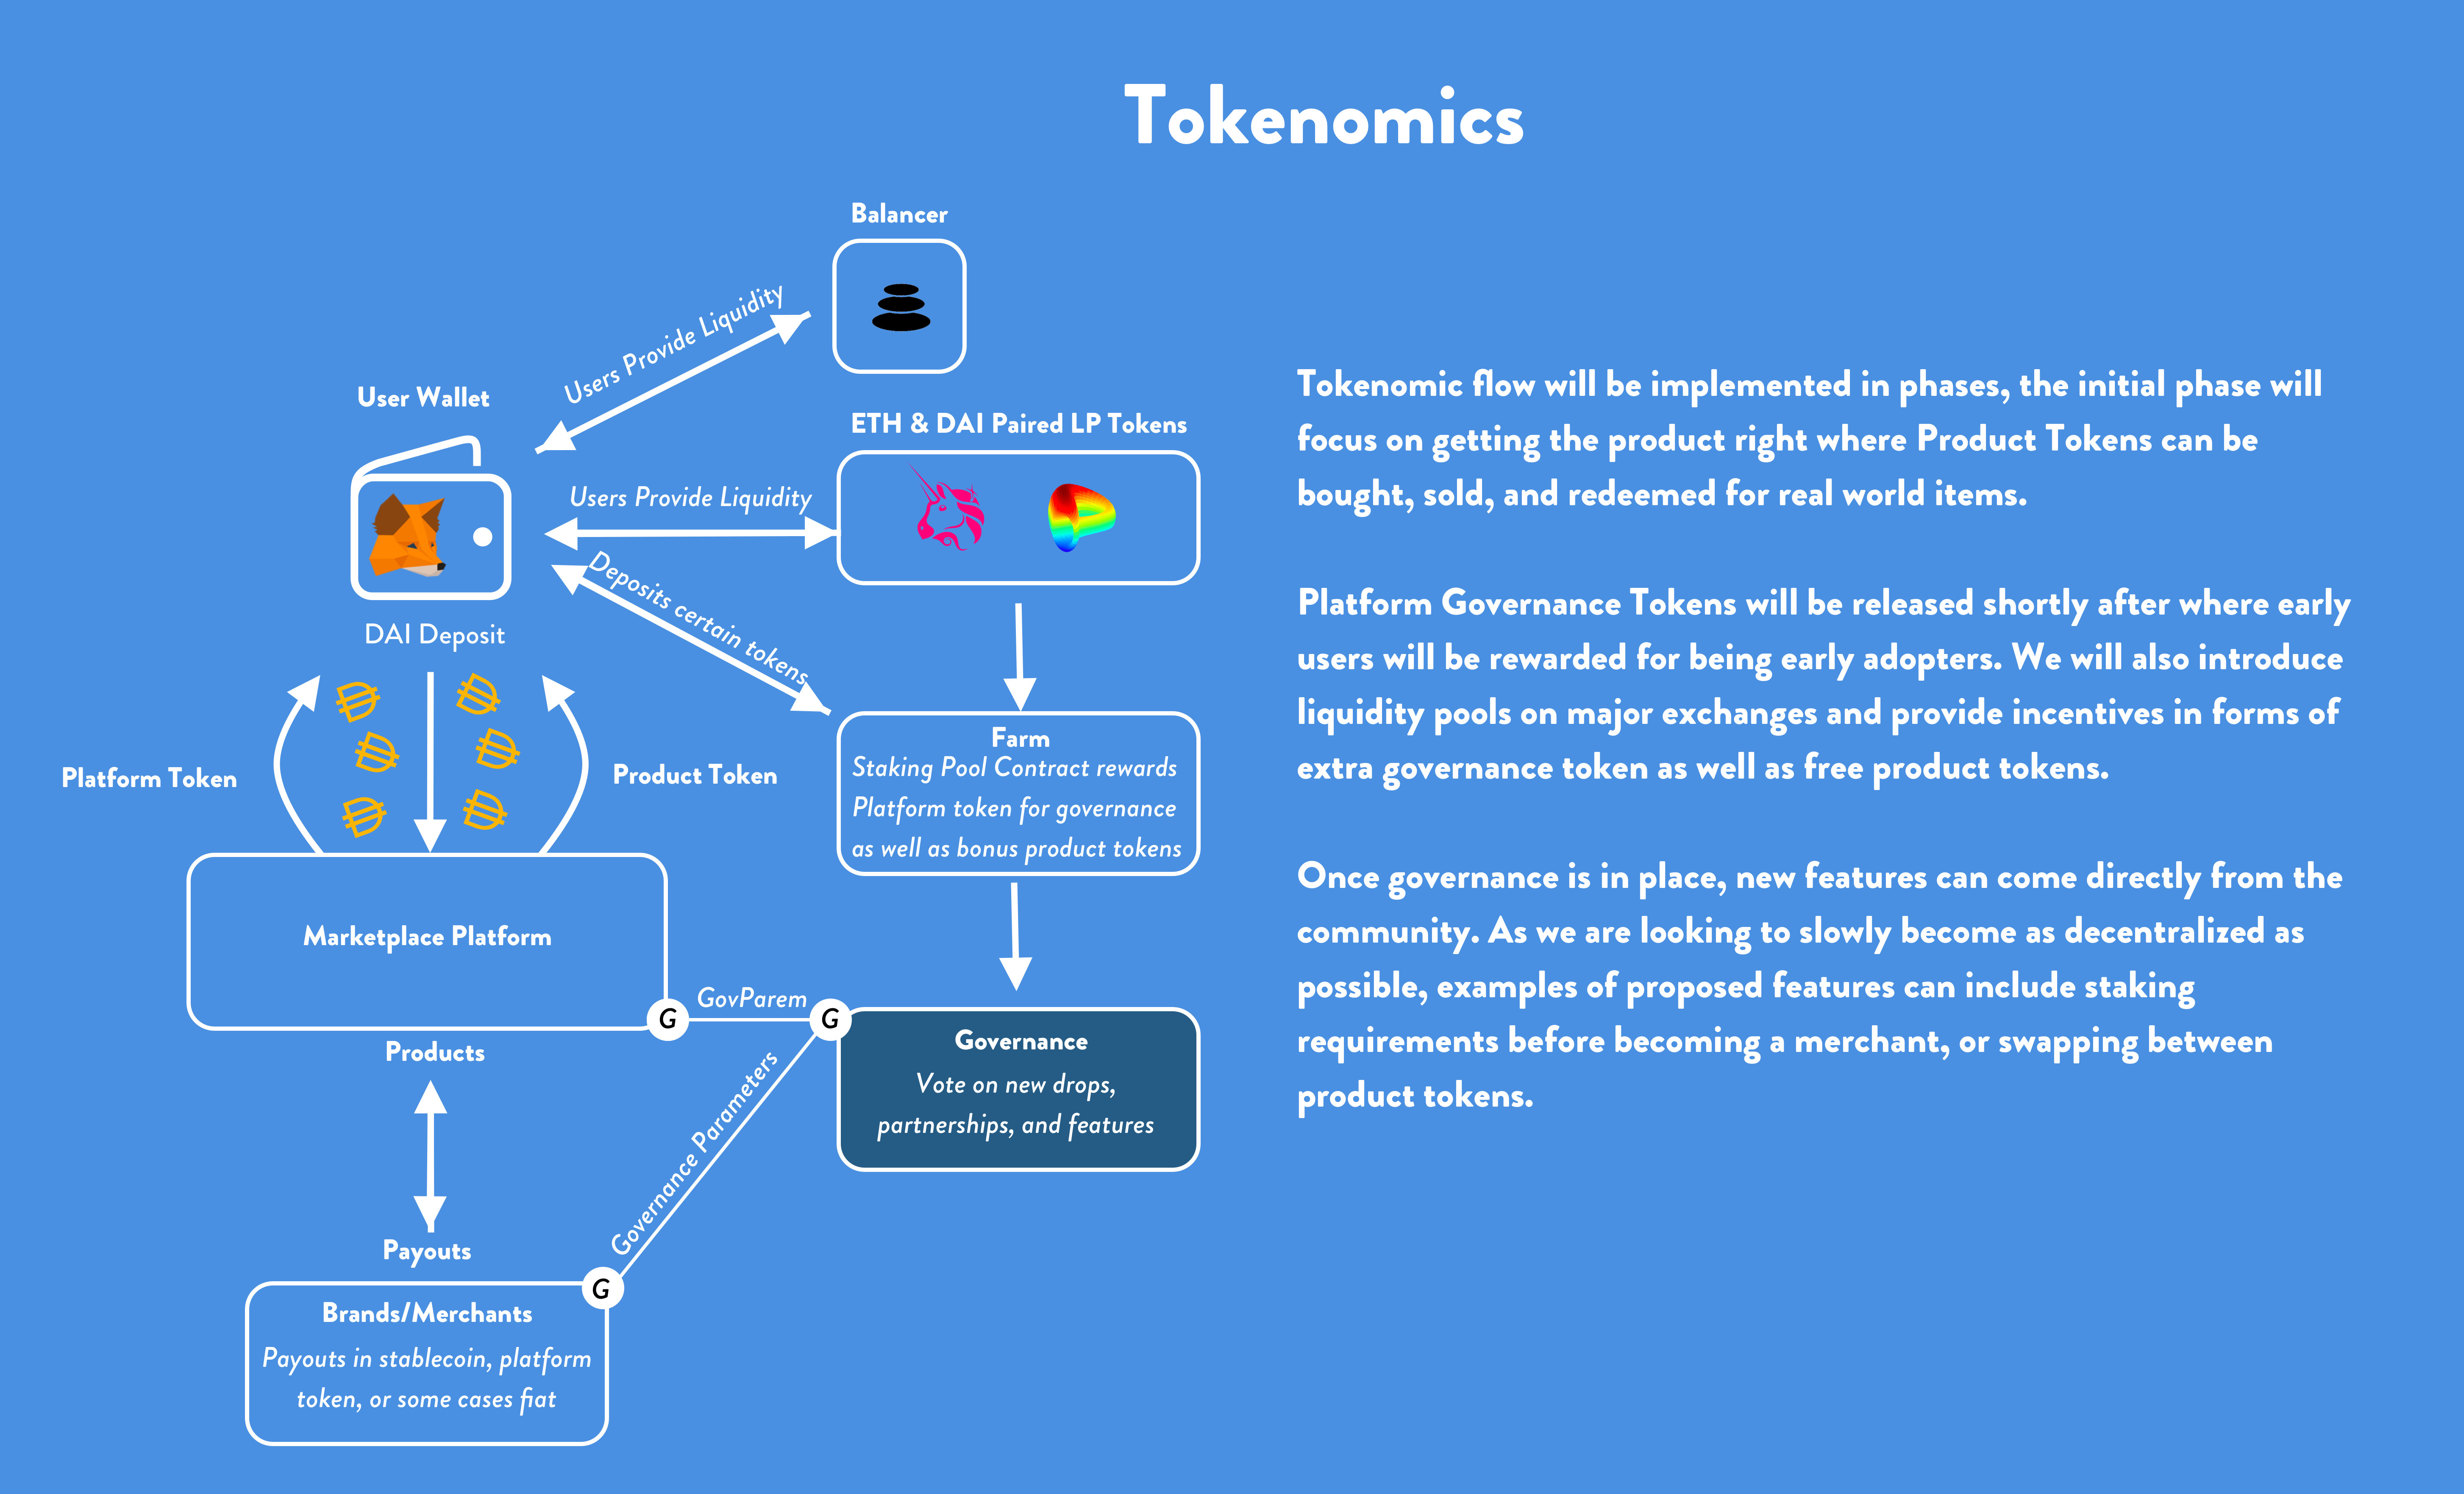 Tokenomics
Balancer
Users Provide Liquidity
User Wallet
ETH & DAI Paired LP Tokens
Users Provide Liquidity
Deposits certain tokens
DAI Deposit
Platform Token
Product Token
Farm
Staking Pool Contract rewards
Platform token for governance
as well as bonus product tokens
Marketplace Platform
G
GovParem
G
Governance
Vote on new drops,
partnerships, and features
Products
Governance Parameters
Payouts
G
Brands/Merchants
Payouts in stablecoin, platform
token, or some cases fiat
Tokenomic flow will be implemented in phases, the initial phase will
focus on getting the product right where Product Tokens can be
bought, sold, and redeemed for real world items.
Platform Governance Tokens will be released shortly after where early
users will be rewarded for being early adopters. We will also introduce
liquidity pools on major exchanges and provide incentives in forms of
extra governance token as well as free product tokens.
Once governance is in place, new features can come directly from the
community. As we are looking to slowly become as decentralized as
possible, examples of proposed features can include staking
requirements before becoming a merchant, or swapping between
product tokens.